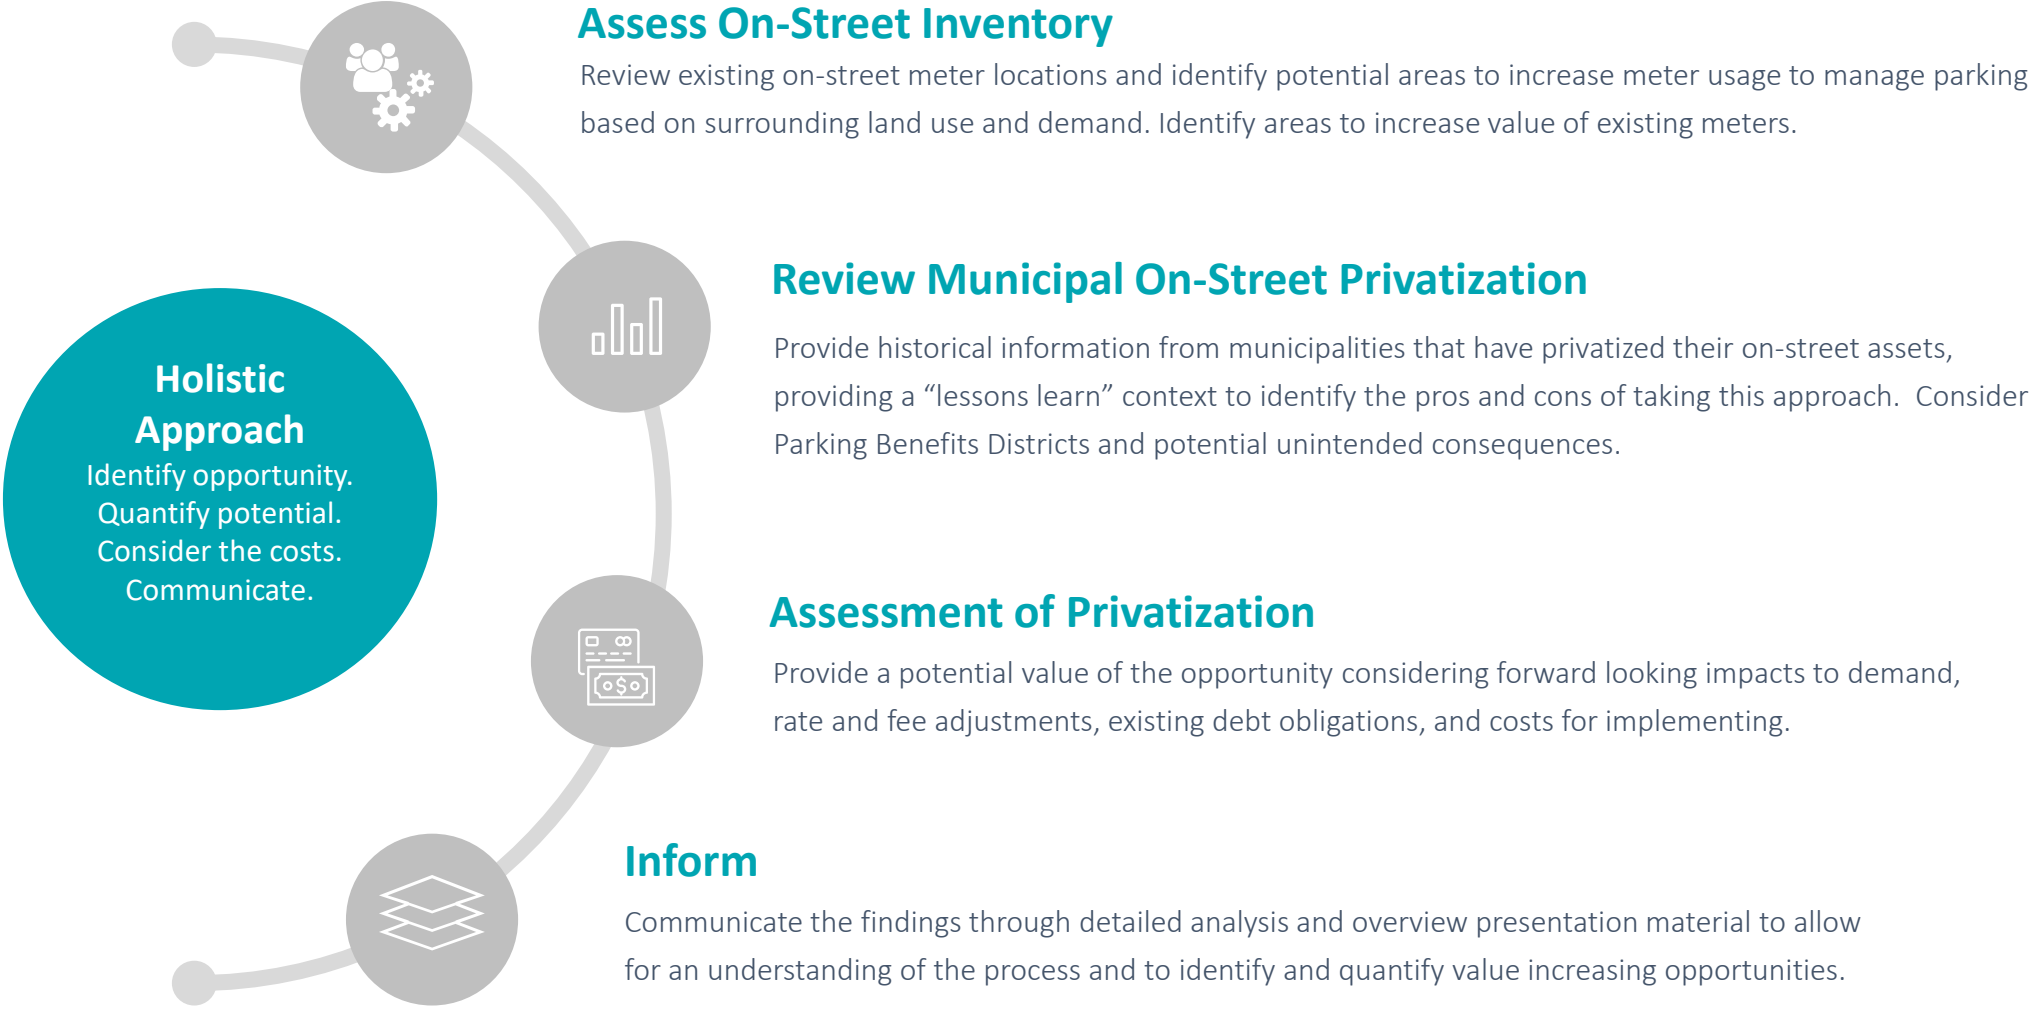 Assess On-Street Inventory
Review existing on-street meter locations and identify potential areas to increase meter usage to manage parking
based on surrounding land use and demand. Identify areas to increase value of existing meters.
Review Municipal On-Street Privatization
Provide historical information from municipalities that have privatized their on-street assets,
providing a “lessons learn” context to identify the pros and cons of taking this approach.  Consider
Parking Benefits Districts and potential unintended consequences.
Holistic
Approach
Identify opportunity.
Quantify potential.
Consider the costs.
Communicate.
Assessment of Privatization
Provide a potential value of the opportunity considering forward looking impacts to demand,
rate and fee adjustments, existing debt obligations, and costs for implementing.
Inform
Communicate the findings through detailed analysis and overview presentation material to allow
for an understanding of the process and to identify and quantify value increasing opportunities.